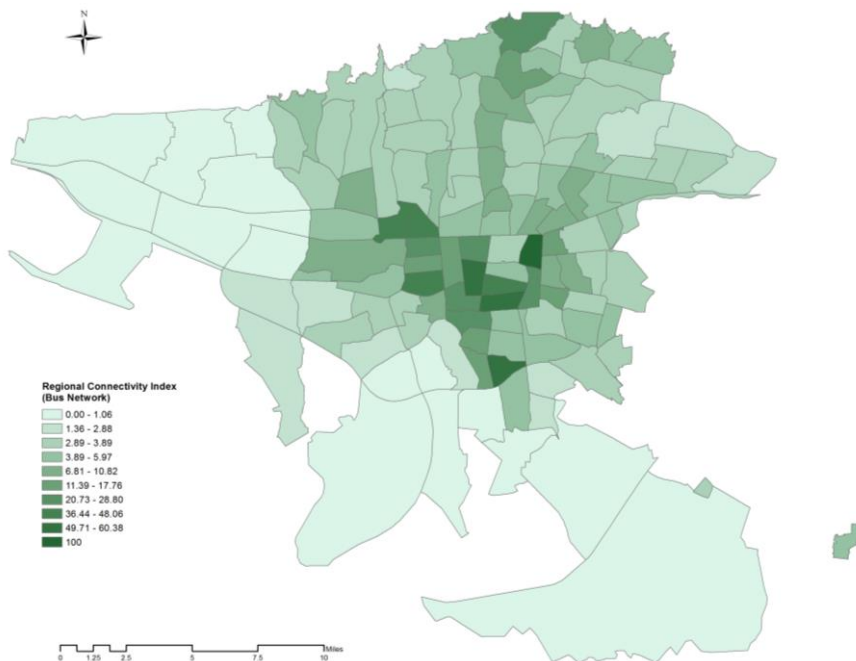 N
Regional Connectivity Index
(Bus Network)
0.00 - 1.06
1.36 - 2.88
2.89 - 3.89
3.89 - 5.97
6.81 - 10.82
11.39 - 17.76
20.73 - 28.80
36.44 - 48.06
49.71 - 60.38
100
Miles
0 1.25 2.5 5 7.5 10